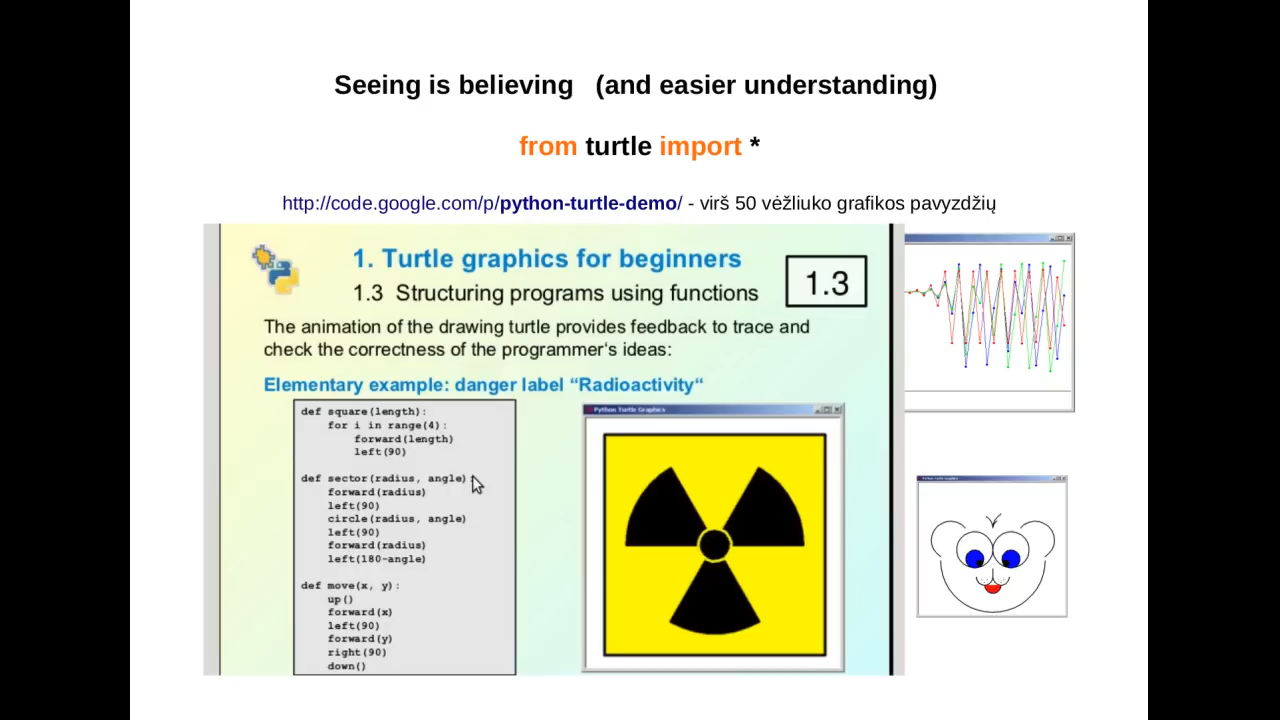 Seeing is believing (and easier understanding)
from turtle import *
http://code.google.com/p/python-turtle-demo/ - virš 50 vėžliuko grafikos pavyzdžių
1. Turtle graphics for beginners
1.3 Structuring programs using functions
1.3
The animation of the drawing turtle provides feedback to trace and
check the correctness of the programmer's ideas:
Elementary example: danger label “Radioactivity“
def square(length):
for i in range(4):
forward(length)
left(90)
def sector(radius, angle):
forward(radius)
left(90)
circle(radius, angle)
left(90)
forward(radius)
left(180-angle)
def move(x, y):
up()
forward(x)
left(90)
forward(y)
right(90)
down()
Python Turtle Graphics
Python Turtle Graphics